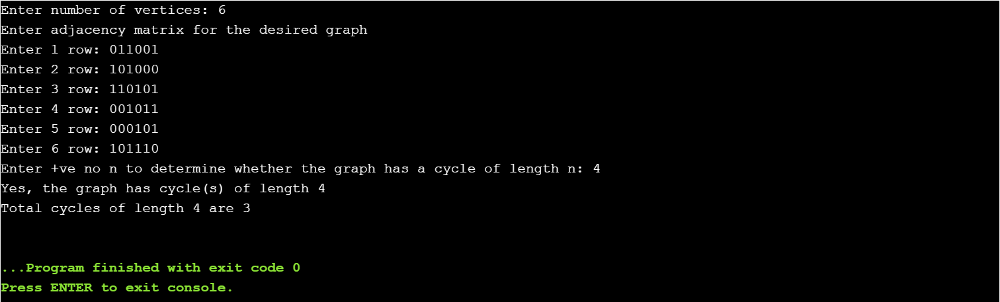 Enter number of vertices: 6
Enter adjacency matrix for the desired graph
Enter 1 row: 011001
Enter 2 row: 101000
Enter 3 row: 110101
Enter 4 row: 001011
Enter 5 row: 000101
Enter 6 row: 101110
Enter +ve no n to determine whether the graph has a cycle of length n: 4
Yes, the graph has cycle(s) of length 4
Total cycles of length 4 are 3
...Program finished with exit code 0
Press ENTER to exit console.